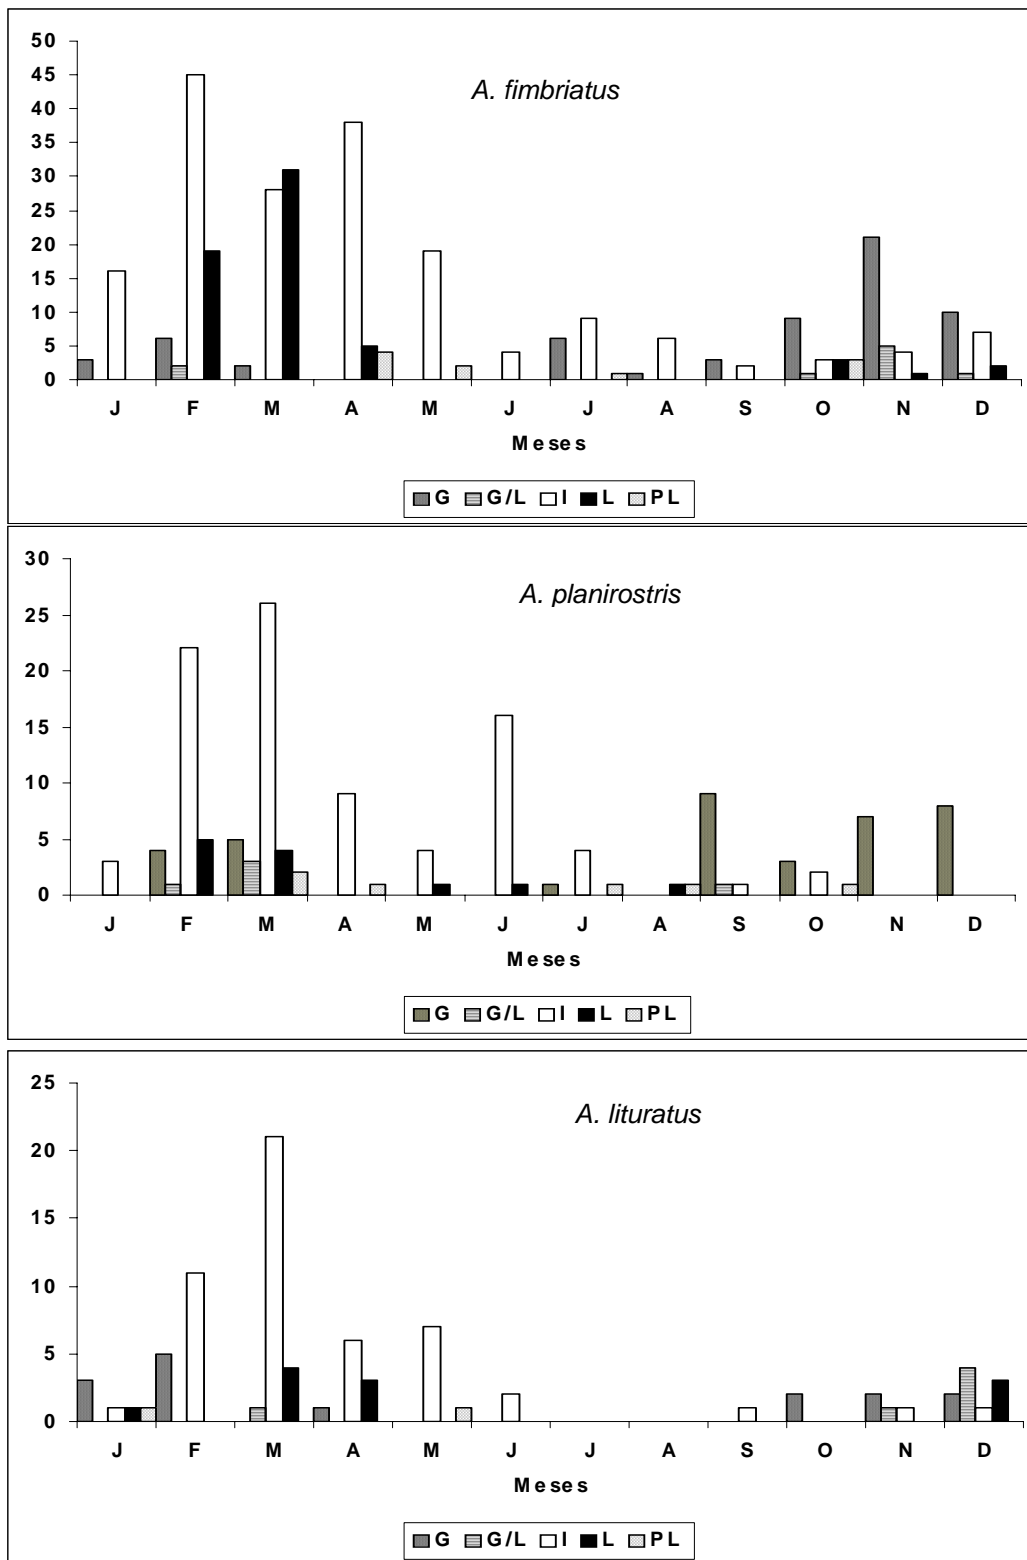 50
A. fimbriatus
45
40
35
30
25
20
15
10
5
0
J F M A M J J A S O N D
Meses
G G/L I L PL
30
A. planirostris
25
20
15
10
5
0
J F M A M J J A S O N D
Meses
G G/L I L PL
25
A. lituratus
20
15
10
5
0
J F M A M J J A S O N D
Meses
G G/L I L PL